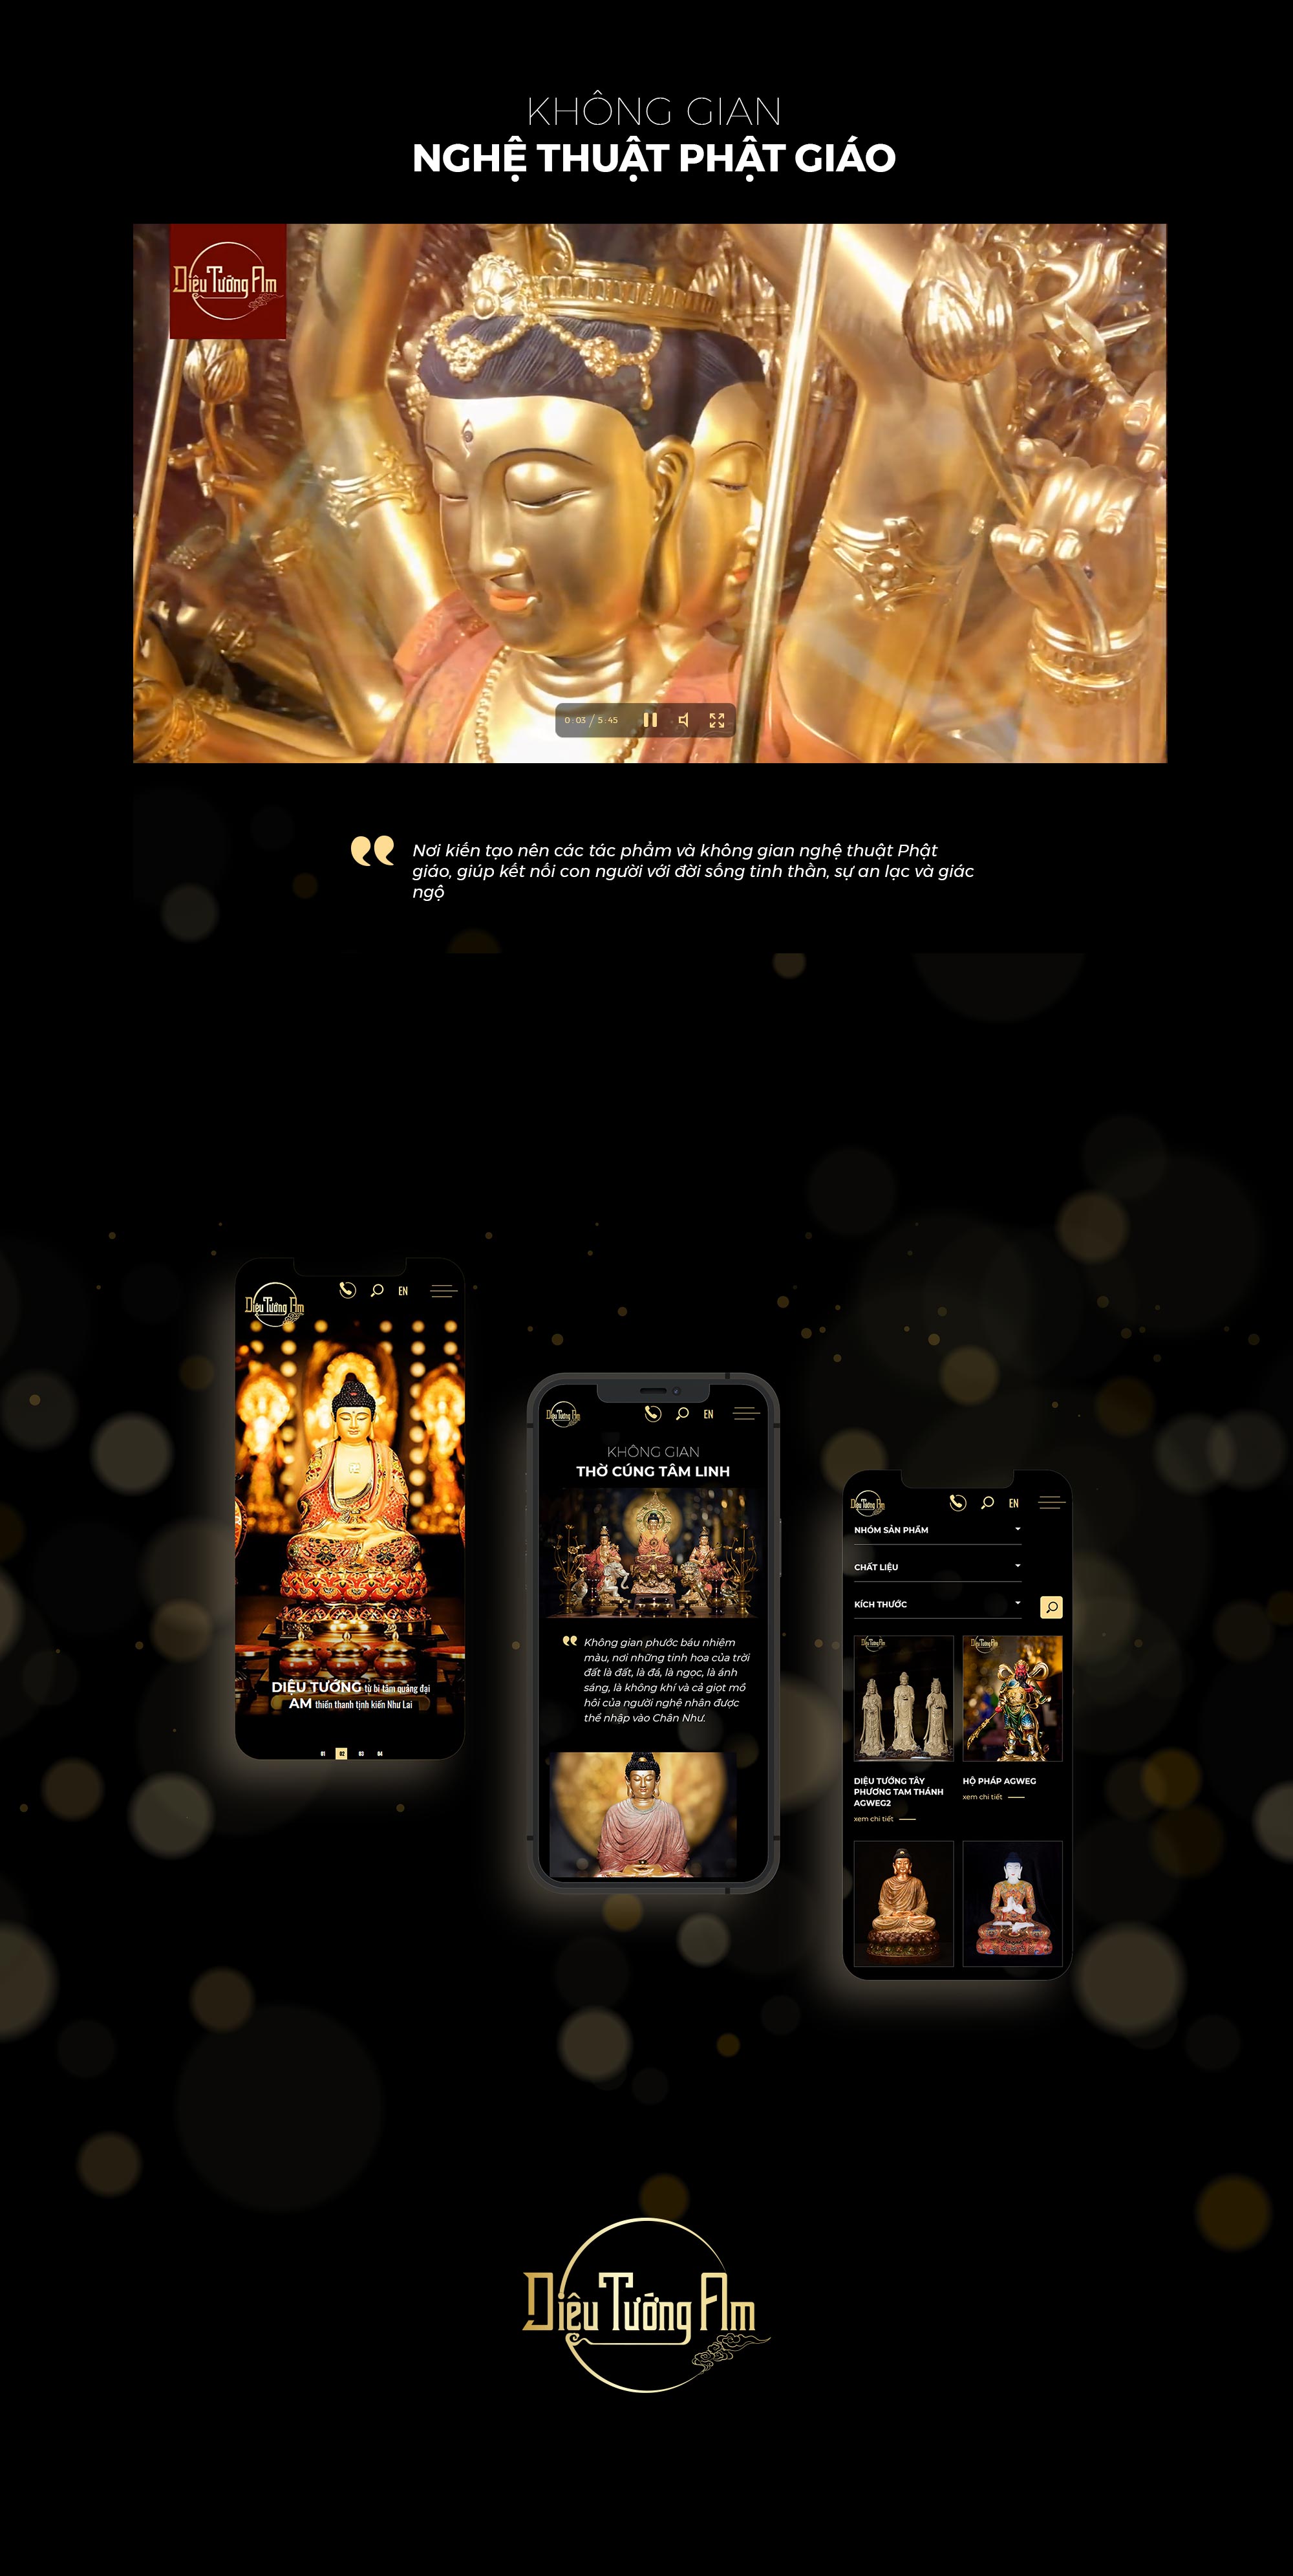 KHÔNG GIAN
NGHỆ THUẬT PHẬT GIÁO
Diệu Tướng Am
0:03 / 5:45
Nơi kiến tạo nên các tác phẩm và không gian nghệ thuật Phật
giáo, giúp kết nối con người với đời sống tinh thần, sự an lạc và giác
ngộ
Diệu Tướng Am
EN
DIỆU TƯỚNG từ bi tâm quảng đại
AM thiền thanh tịnh kiến Như Lai
01 02 03 04
Diệu Tướng Am
EN
KHÔNG GIAN
THỜ CÚNG TÂM LINH
Không gian phước báu nhiệm
màu, nơi những tinh hoa của trời
đất là đất, là đá, là ngọc, là ánh
sáng, là không khí và cả giọt mồ
hôi của người nghệ nhân được
thể nhập vào Chân Như.
Diệu Tướng Am
EN
NHÓM SẢN PHẨM
CHẤT LIỆU
KÍCH THƯỚC
Diệu Tướng Am
Diệu Tướng Am
DIỆU TƯỚNG TÂY
PHƯƠNG TAM THÁNH
AGWEG2
xem chi tiết
HỘ PHÁP AGWEG
xem chi tiết
Diệu Tướng Am